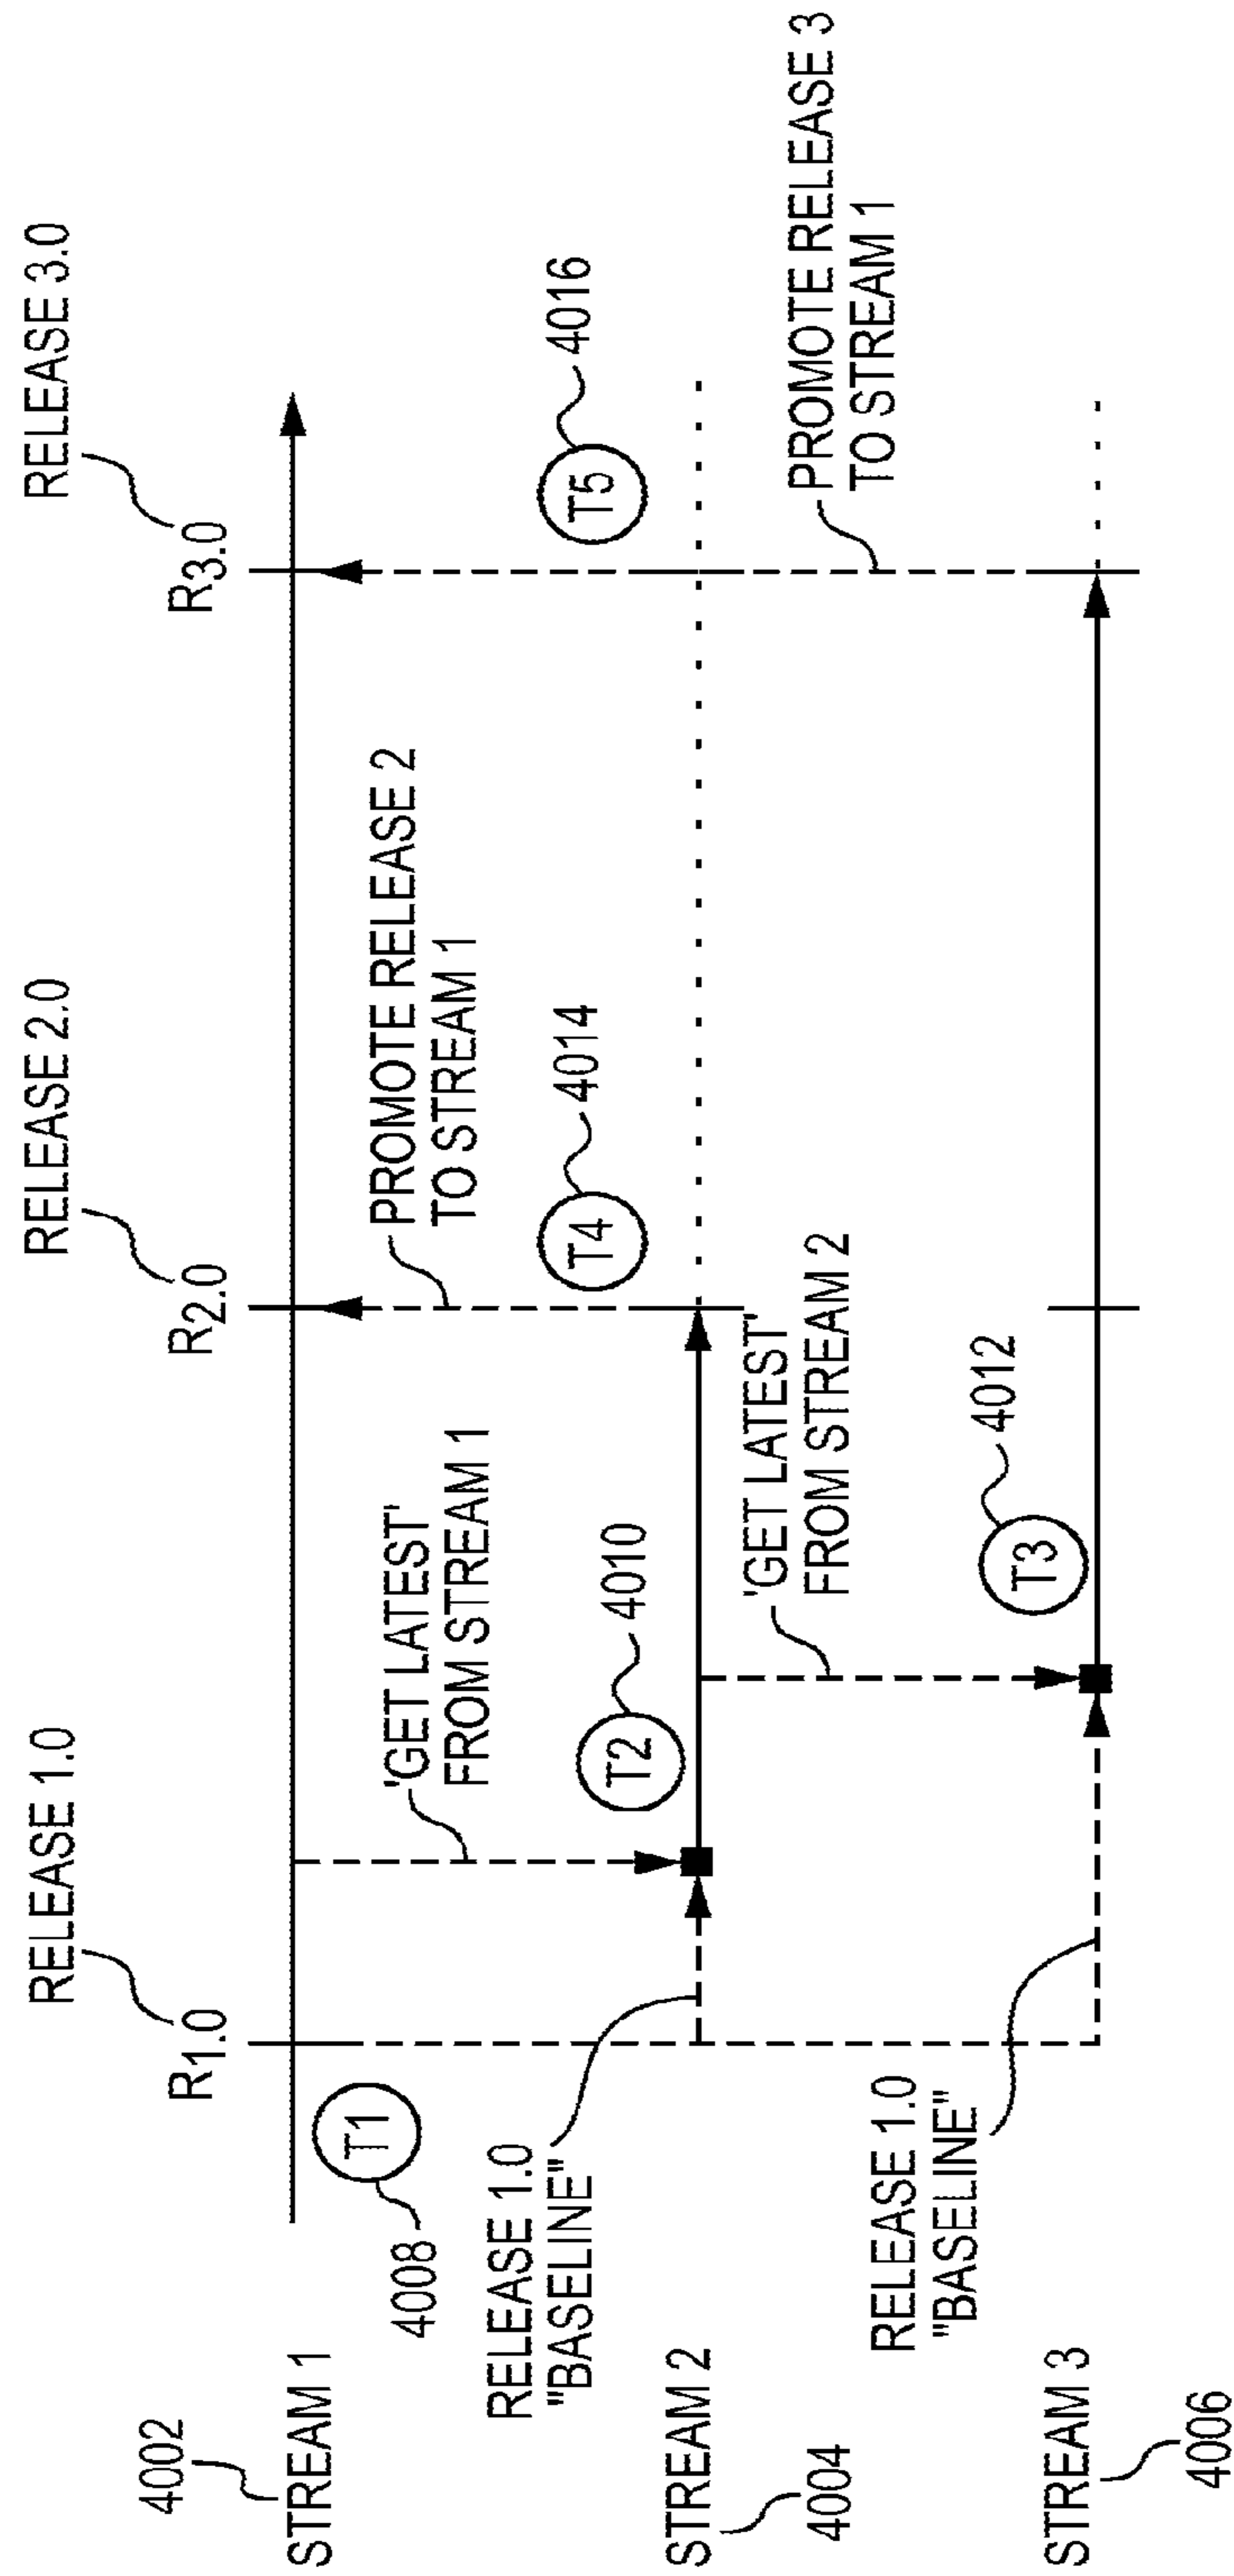 RELEASE 1.0
RELEASE 2.0
RELEASE 3.0
R1.0
R2.0
R3.0
4002
STREAM 1
T1
4008
'GET LATEST'
FROM STREAM 1
PROMOTE RELEASE 2
TO STREAM 1
RELEASE 1.0
"BASELINE"
T2
4010
T4
4014
T5
4016
STREAM 2
4004
'GET LATEST'
FROM STREAM 2
PROMOTE RELEASE 3
TO STREAM 1
RELEASE 1.0
"BASELINE"
T3
4012
STREAM 3
4006